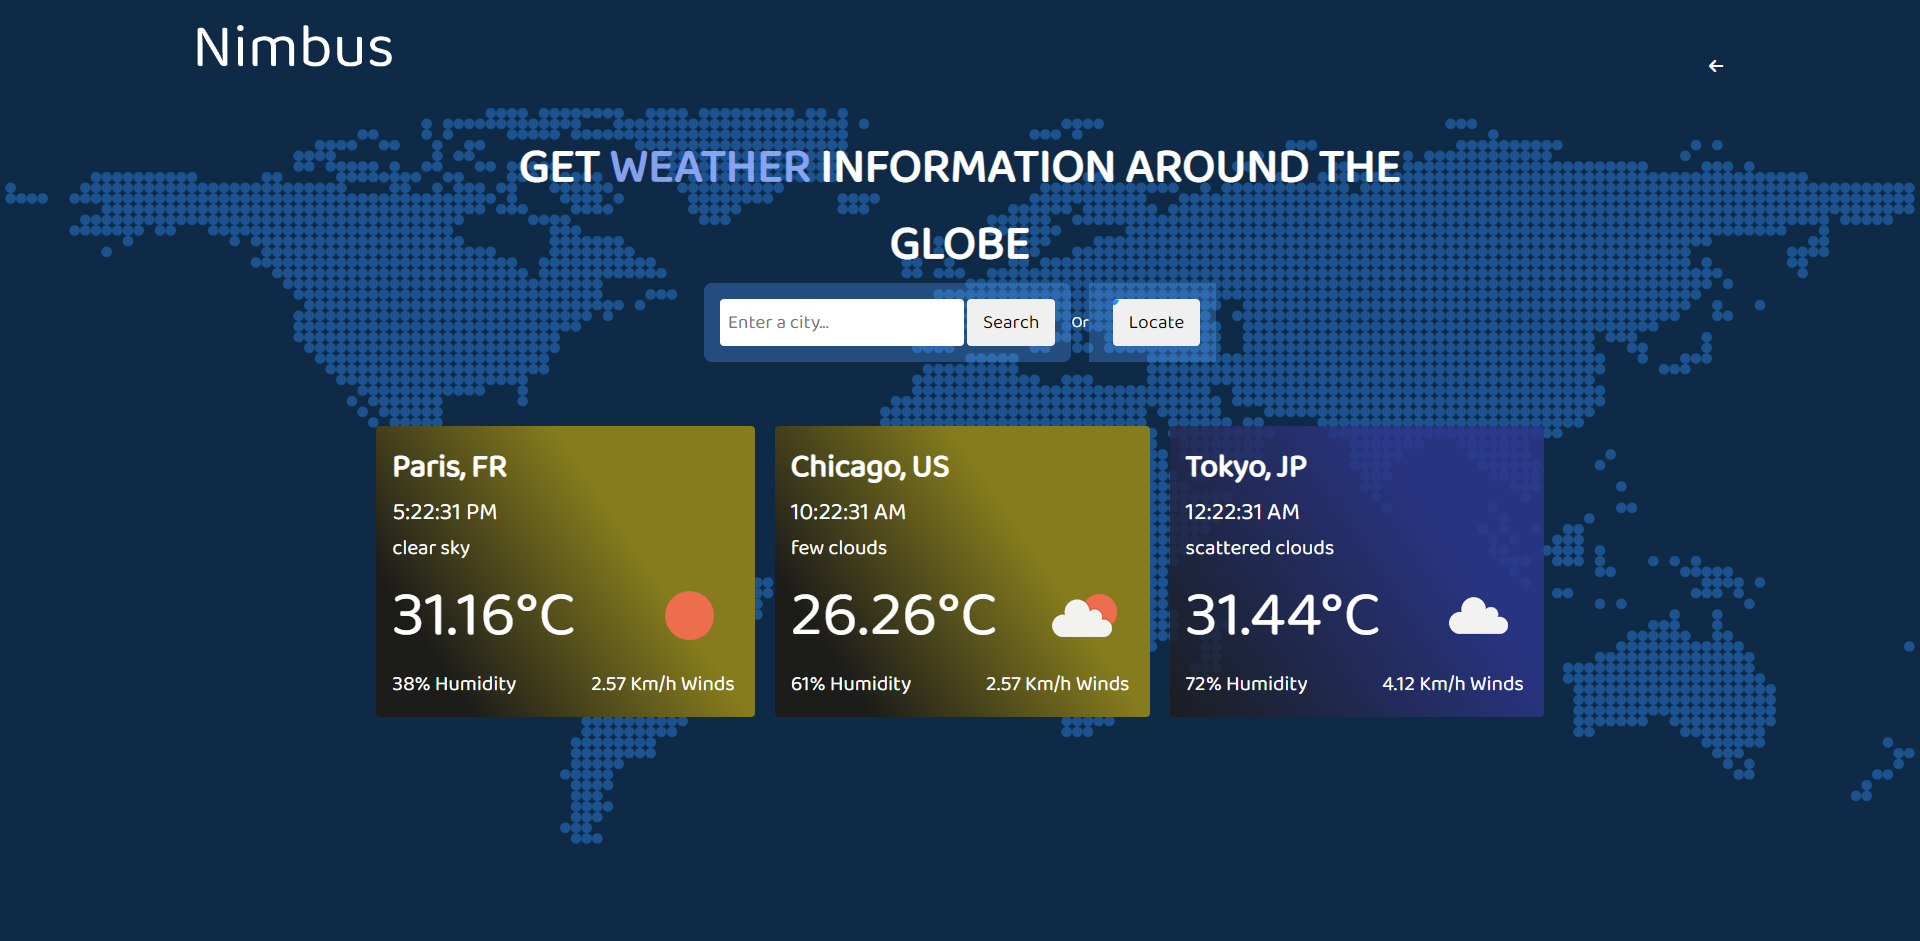 Nimbus
GET WEATHER INFORMATION AROUND THE
GLOBE
Enter a city...
Search
Or
Locate
Paris, FR
5:22:31 PM
clear sky
31.16°C
38% Humidity
2.57 Km/h Winds
Chicago, US
10:22:31 AM
few clouds
26.26°C
61% Humidity
2.57 Km/h Winds
Tokyo, JP
12:22:31 AM
scattered clouds
31.44°C
72% Humidity
4.12 Km/h Winds